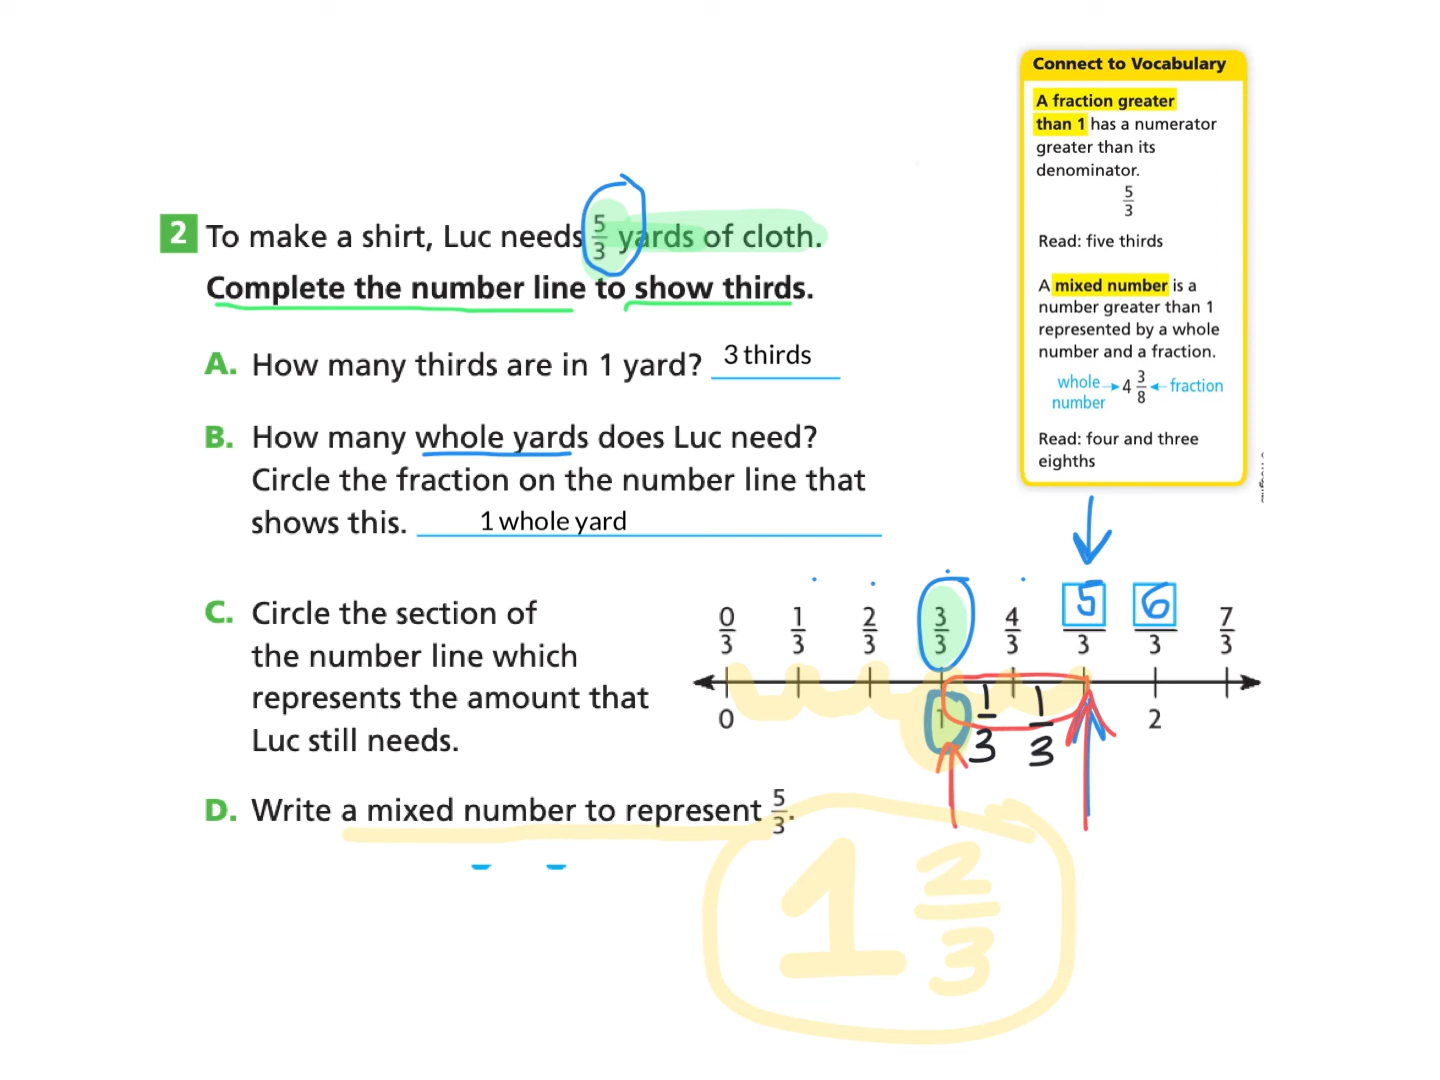 Connect to Vocabulary
A fraction greater
than 1 has a numerator
greater than its
denominator.
5
3
Read: five thirds
A mixed number is a
number greater than 1
represented by a whole
number and a fraction.
whole 4 3/8 fraction
number
Read: four and three
eighths
2 To make a shirt, Luc needs 5/3 yards of cloth.
Complete the number line to show thirds.
A. How many thirds are in 1 yard? 3 thirds
B. How many whole yards does Luc need?
Circle the fraction on the number line that
shows this. 1 whole yard
C. Circle the section of
the number line which
represents the amount that
Luc still needs.
0/3 1/3 2/3 3/3 4/3 5/3 6/3 7/3
0 1 2
1/3 1/3
D. Write a mixed number to represent 5/3.
1 2/3